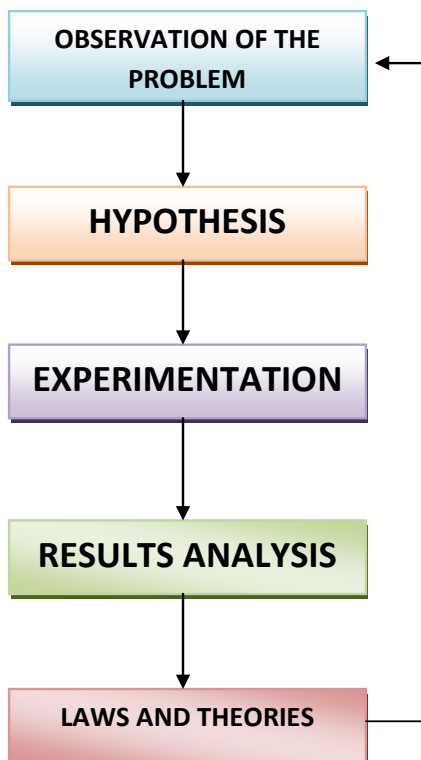 OBSERVATION OF THE
PROBLEM
HYPOTHESIS
EXPERIMENTATION
RESULTS ANALYSIS
LAWS AND THEORIES